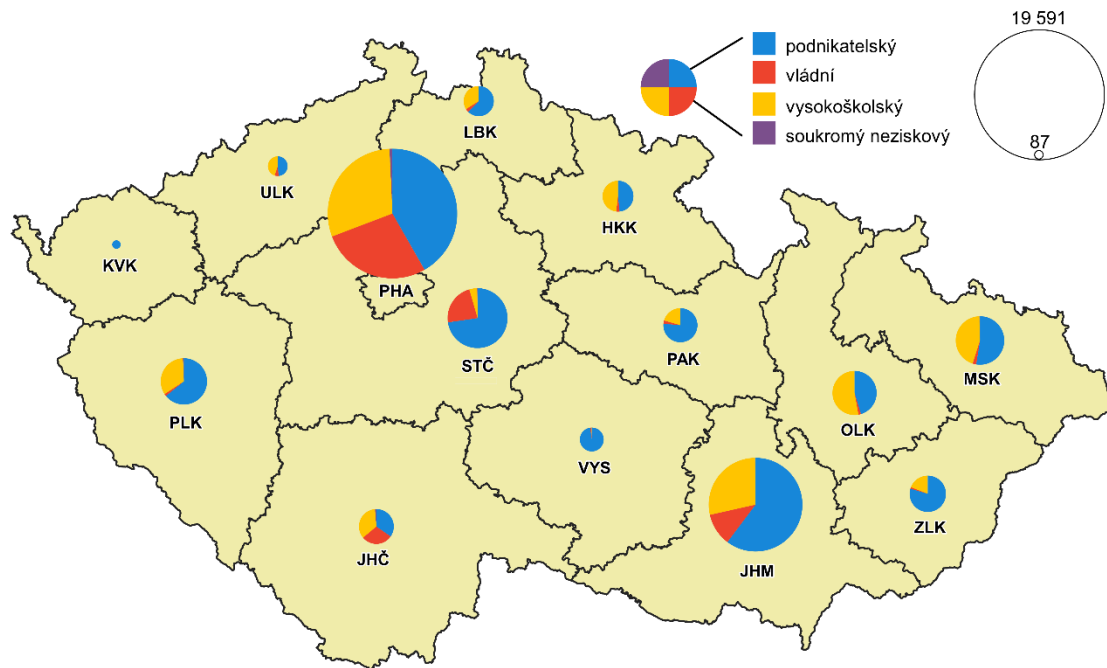 19 591
podnikatelský
vládní
vysokoškolský
soukromý neziskový
87
LBK
ULK
HKK
KVK
PHA
STČ
PAK
MSK
PLK
OLK
VYS
ZLK
JHČ
JHM